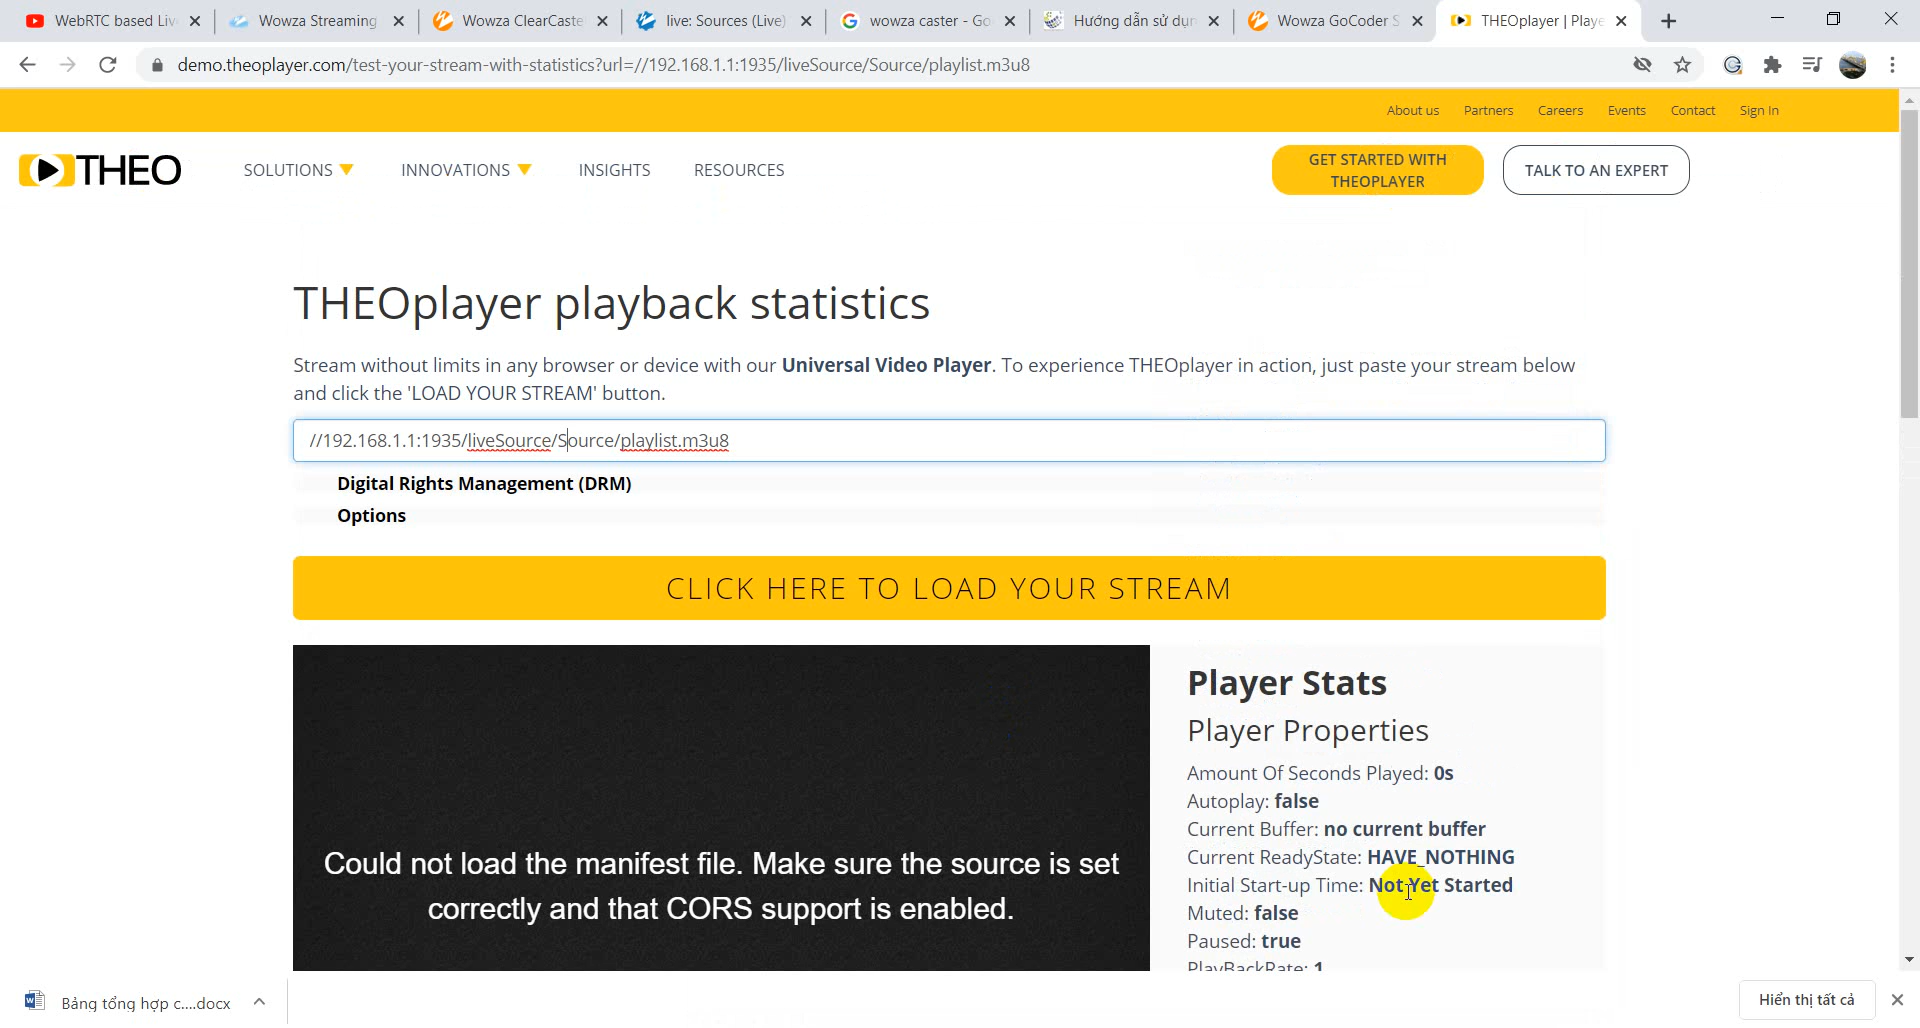 WebRTC based Liv
Wowza Streaming
Wowza ClearCaste
live: Sources (Live)
wowza caster - Go
Hướng dẫn sử dụn
Wowza GoCoder S
THEOplayer | Playe
demo.theoplayer.com/test-your-stream-with-statistics?url=//192.168.1.1:1935/liveSource/Source/playlist.m3u8
About us
Partners
Careers
Events
Contact
Sign In
THEO
SOLUTIONS
INNOVATIONS
INSIGHTS
RESOURCES
GET STARTED WITH
THEOPLAYER
TALK TO AN EXPERT
THEOplayer playback statistics
Stream without limits in any browser or device with our Universal Video Player. To experience THEOplayer in action, just paste your stream below
and click the 'LOAD YOUR STREAM' button.
//192.168.1.1:1935/liveSource/Source/playlist.m3u8
Digital Rights Management (DRM)
Options
CLICK HERE TO LOAD YOUR STREAM
Could not load the manifest file. Make sure the source is set
correctly and that CORS support is enabled.
Player Stats
Player Properties
Amount Of Seconds Played: 0s
Autoplay: false
Current Buffer: no current buffer
Current ReadyState: HAVE_NOTHING
Initial Start-up Time: Not Yet Started
Muted: false
Paused: true
PlayBackRate: 1
Bảng tổng hợp c....docx
Hiển thị tất cả